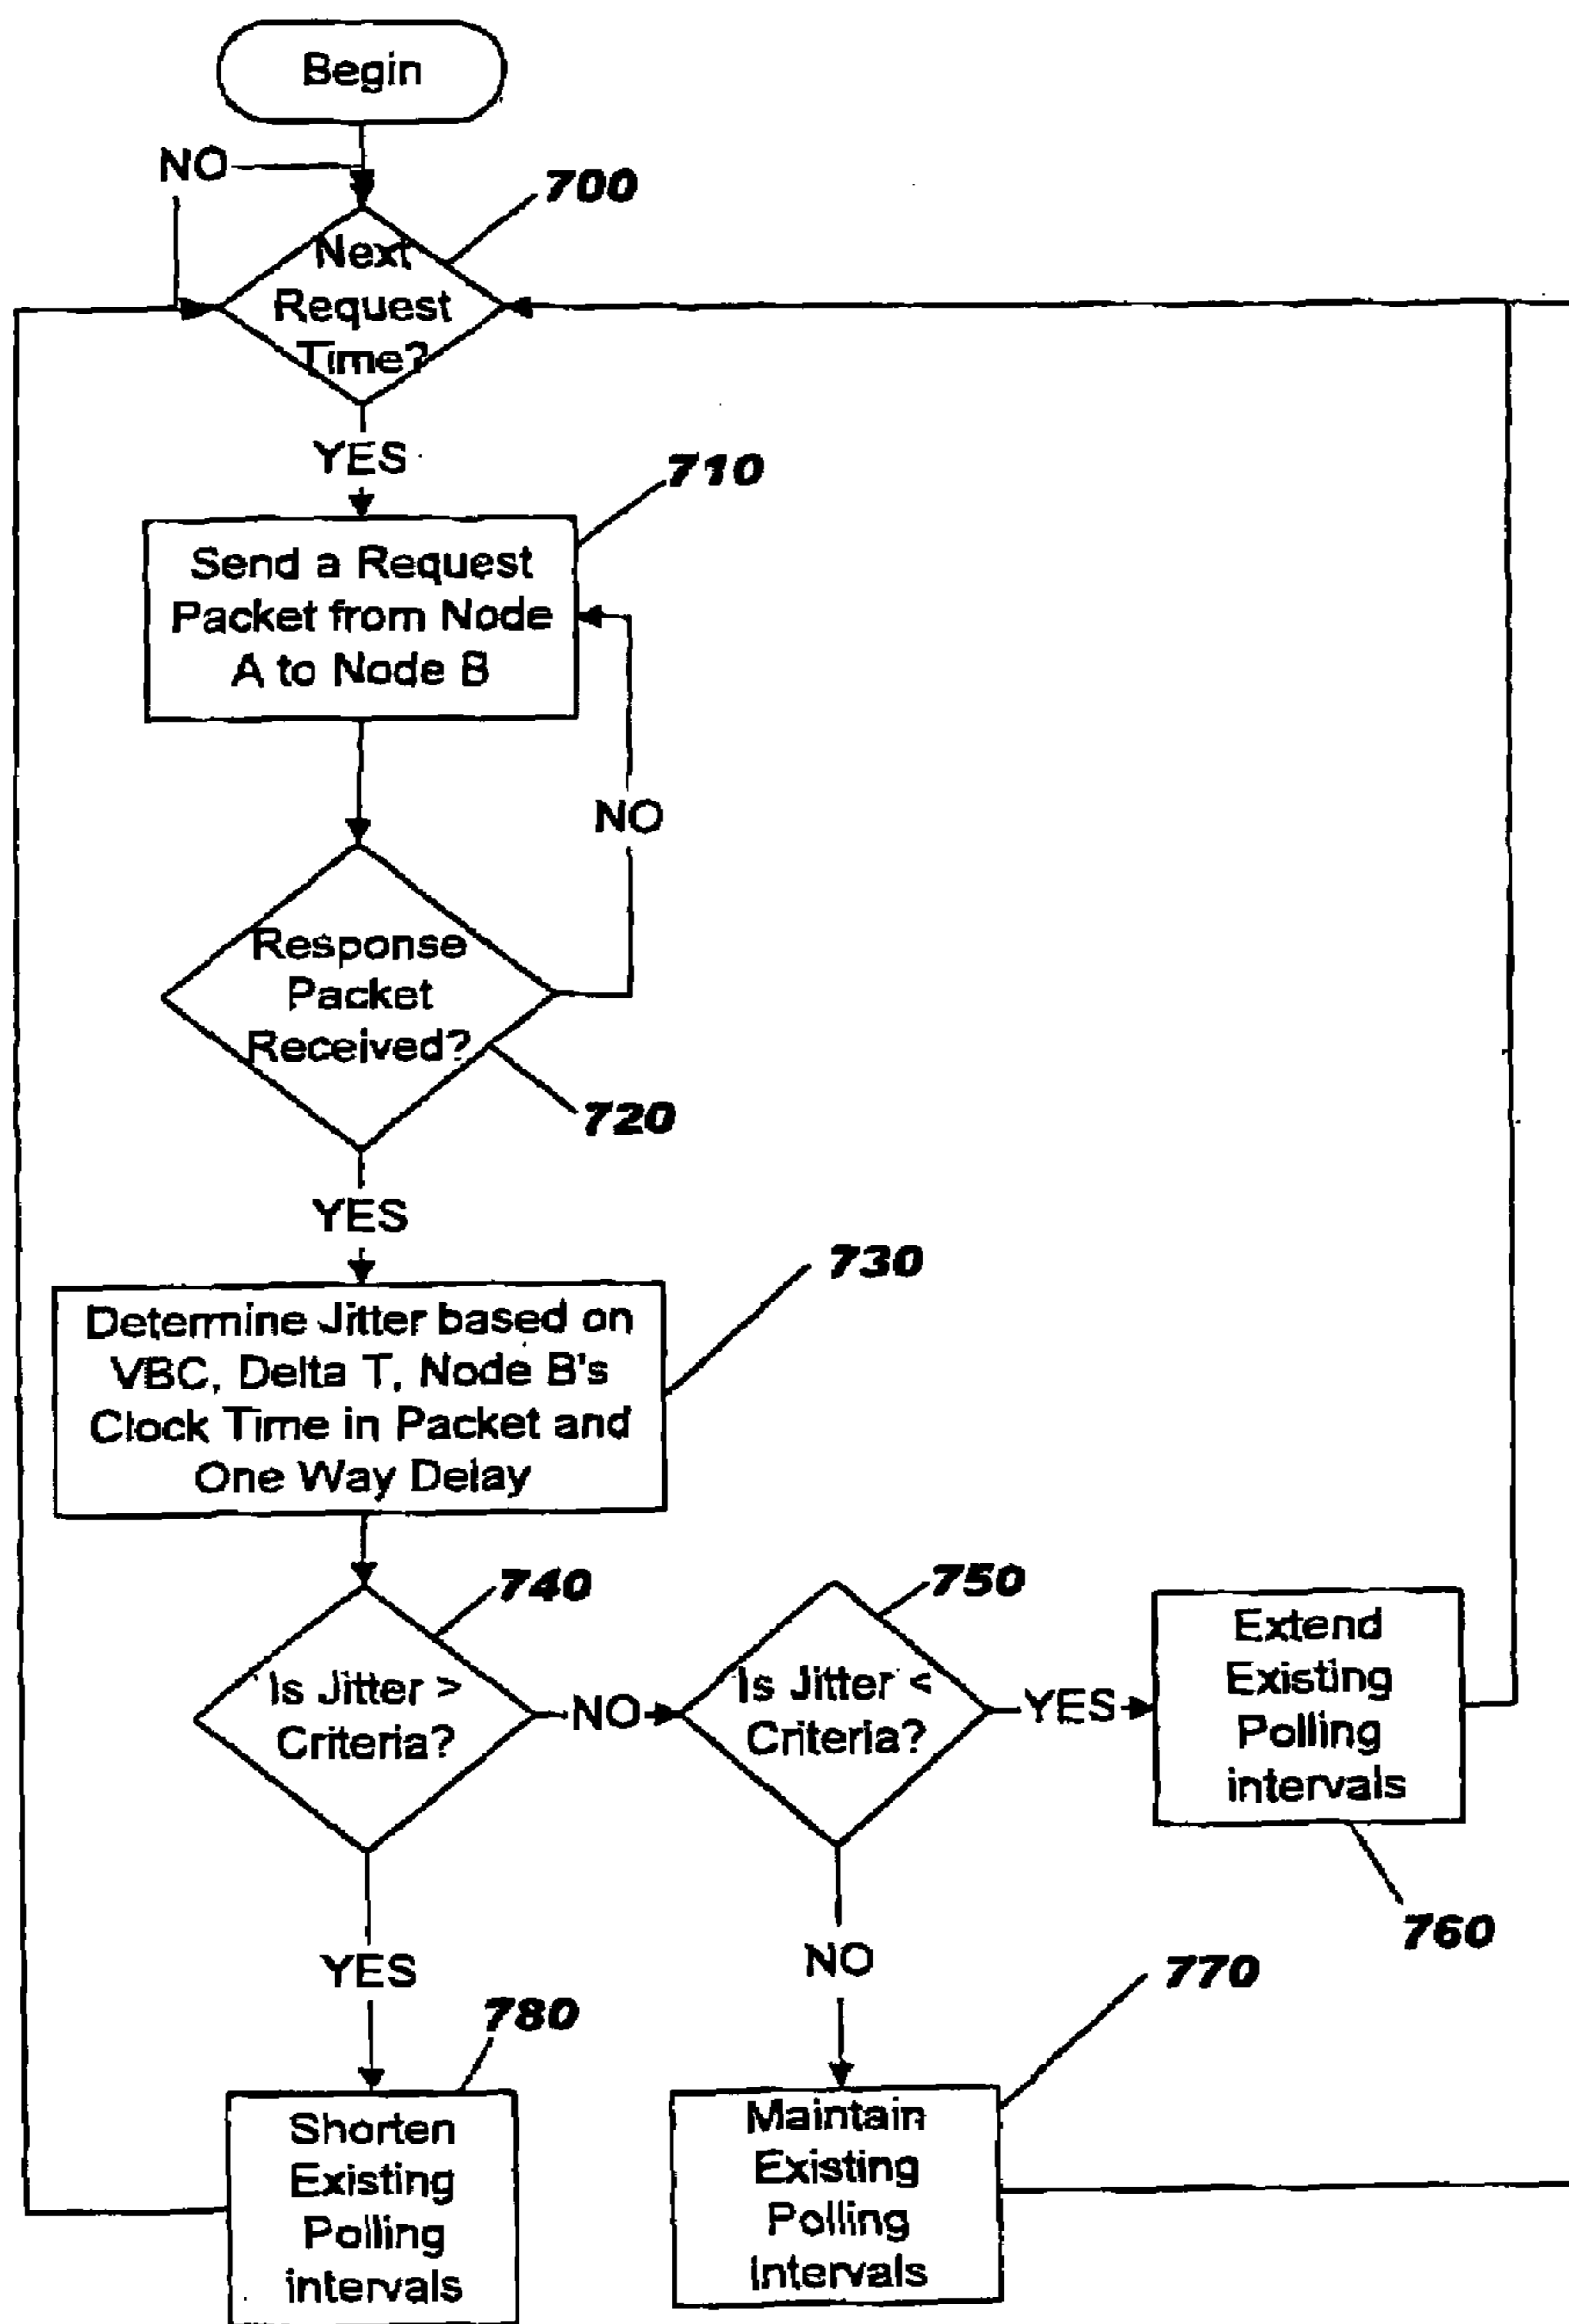 Begin
NO
700
Next
Request
Time?
YES
710
Send a Request
Packet from Node
A to Node B
NO
Response
Packet
Received?
720
YES
730
Determine Jitter based on
VBC, Delta T, Node B's
Clock Time in Packet and
One Way Delay
740
Is Jitter >
Criteria?
NO
750
Is Jitter <
Criteria?
YES
Extend
Existing
Polling
intervals
760
YES
NO
770
780
Shorten
Existing
Polling
intervals
Maintain
Existing
Polling
Intervals